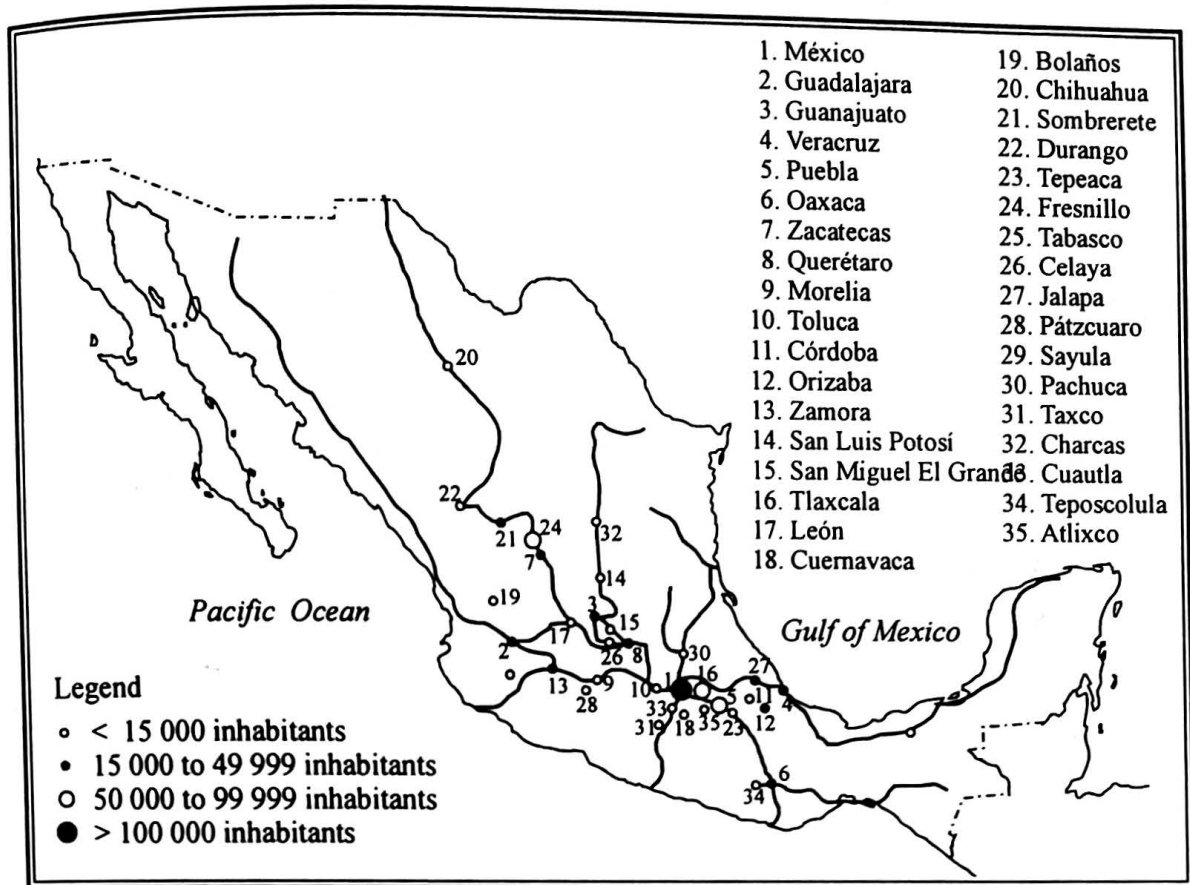 1. México
2. Guadalajara
3. Guanajuato
4. Veracruz
5. Puebla
6. Oaxaca
7. Zacatecas
8. Querétaro
9. Morelia
10. Toluca
11. Córdoba
12. Orizaba
13. Zamora
14. San Luis Potosí
15. San Miguel El Grande
16. Tlaxcala
17. León
18. Cuernavaca
19. Bolaños
20. Chihuahua
21. Sombrerete
22. Durango
23. Tepeaca
24. Fresnillo
25. Tabasco
26. Celaya
27. Jalapa
28. Pátzcuaro
29. Sayula
30. Pachuca
31. Taxco
32. Charcas
33. Cuautla
34. Teposcolula
35. Atlixco
20
22
21
24
7
32
14
19
3
15
17
26
8
2
13
9
28
30
10
1
16
27
5
11
4
33
18
35
23
12
31
6
34
Pacific Ocean
Gulf of Mexico
Legend
< 15 000 inhabitants
15 000 to 49 999 inhabitants
50 000 to 99 999 inhabitants
> 100 000 inhabitants